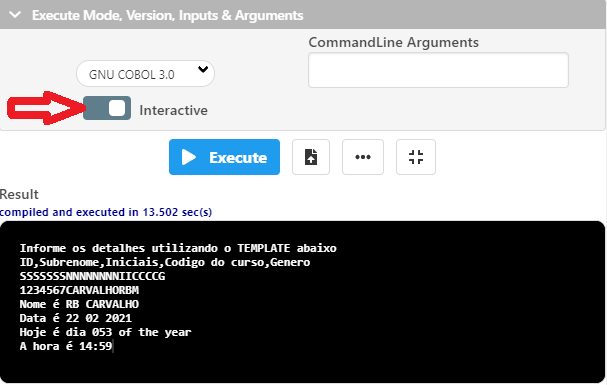 Execute Mode, Version, Inputs & Arguments
CommandLine Arguments
GNU COBOL 3.0
Interactive
Execute
Result
compiled and executed in 13.502 sec(s)
Informe os detalhes utilizando o TEMPLATE abaixo
ID,Subrenome,Iniciais,Codigo do curso,Genero
SSSSSSSNNNNNNNNIICCCCG
1234567CARVALHORBM
Nome é RB CARVALHO
Data é 22 02 2021
Hoje é dia 053 of the year
A hora é 14:59